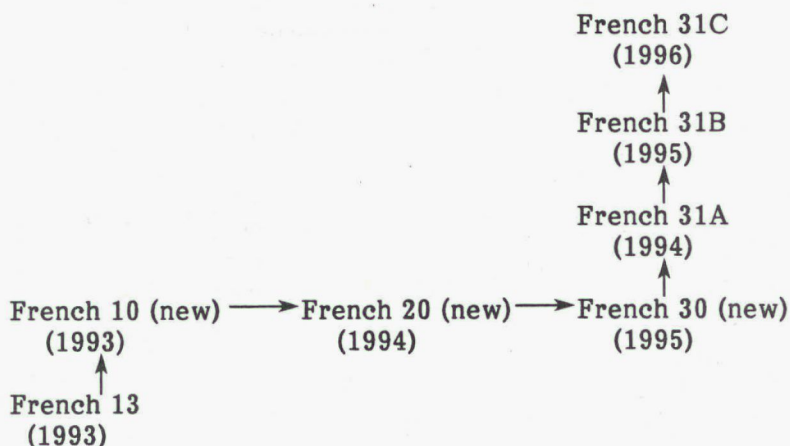 French 31C
(1996)
French 31B
(1995)
French 31A
(1994)
French 10 (new)
(1993)
French 20 (new)
(1994)
French 30 (new)
(1995)
French 13
(1993)